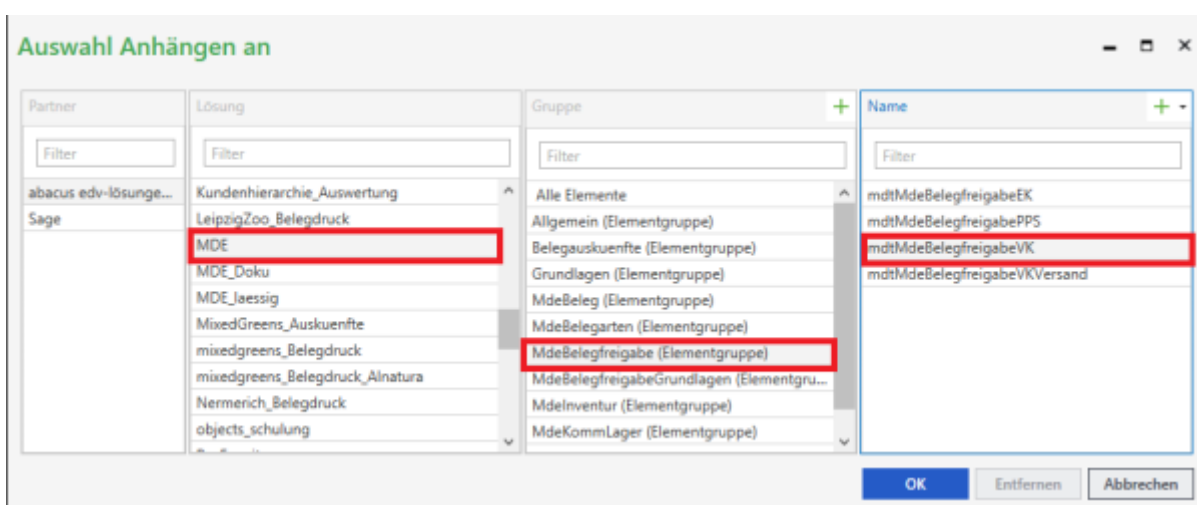 Auswahl Anhängen an
Partner
Filter
abacus edv-lösunge...
Sage
Lösung
Filter
Kundenhierarchie_Auswertung
LeipzigZoo_Belegdruck
MDE
MDE_Doku
MDE_laessig
MixedGreens_Auskuenfte
mixedgreens_Belegdruck
mixedgreens_Belegdruck_Alnatura
Nermerich_Belegdruck
objects_schulung
Gruppe
Filter
Alle Elemente
Allgemein (Elementgruppe)
Belegauskuenfte (Elementgruppe)
Grundlagen (Elementgruppe)
MdeBeleg (Elementgruppe)
MdeBelegarten (Elementgruppe)
MdeBelegfreigabe (Elementgruppe)
MdeBelegfreigabeGrundlagen (Elementgru...
MdeInventur (Elementgruppe)
MdeKommLager (Elementgruppe)
Name
Filter
mdtMdeBelegfreigabeEK
mdtMdeBelegfreigabePPS
mdtMdeBelegfreigabeVK
mdtMdeBelegfreigabeVKVersand
OK
Entfernen
Abbrechen